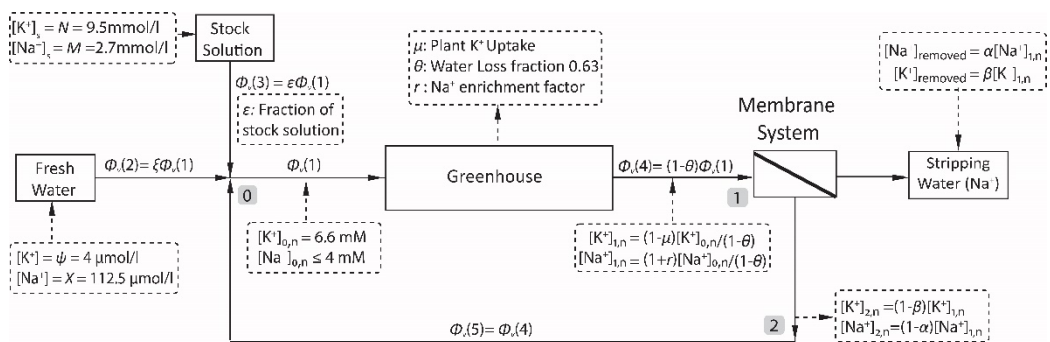 [K⁺]ₛ = N = 9.5mmol/l
[Na⁺]ₛ = M = 2.7mmol/l
Stock
Solution
Φᵥ(3) = εΦᵥ(1)
ε: Fraction of
stock solution
μ: Plant K⁺ Uptake
θ: Water Loss fraction 0.63
r : Na⁺ enrichment factor
[Na ]removed = α[Na⁺]1,n
[K⁺]removed = β[K ]1,n
Membrane
System
Fresh
Water
Φᵥ(2) = ξΦᵥ(1)
0
Φᵥ(1)
Greenhouse
Φᵥ(4) = (1-θ)Φᵥ(1)
1
Stripping
Water (Na⁺)
[K⁺] = ψ = 4 μmol/l
[Na⁺] = X = 112.5 μmol/l
[K⁺]0,n = 6.6 mM
[Na ]0,n ≤ 4 mM
[K⁺]1,n = (1-μ)[K⁺]0,n/(1-θ)
[Na⁺]1,n = (1+r)[Na⁺]0,n/(1-θ)
Φᵥ(5) = Φᵥ(4)
2
[K⁺]2,n =(1-β)[K⁺]1,n
[Na⁺]2,n=(1-α)[Na⁺]1,n